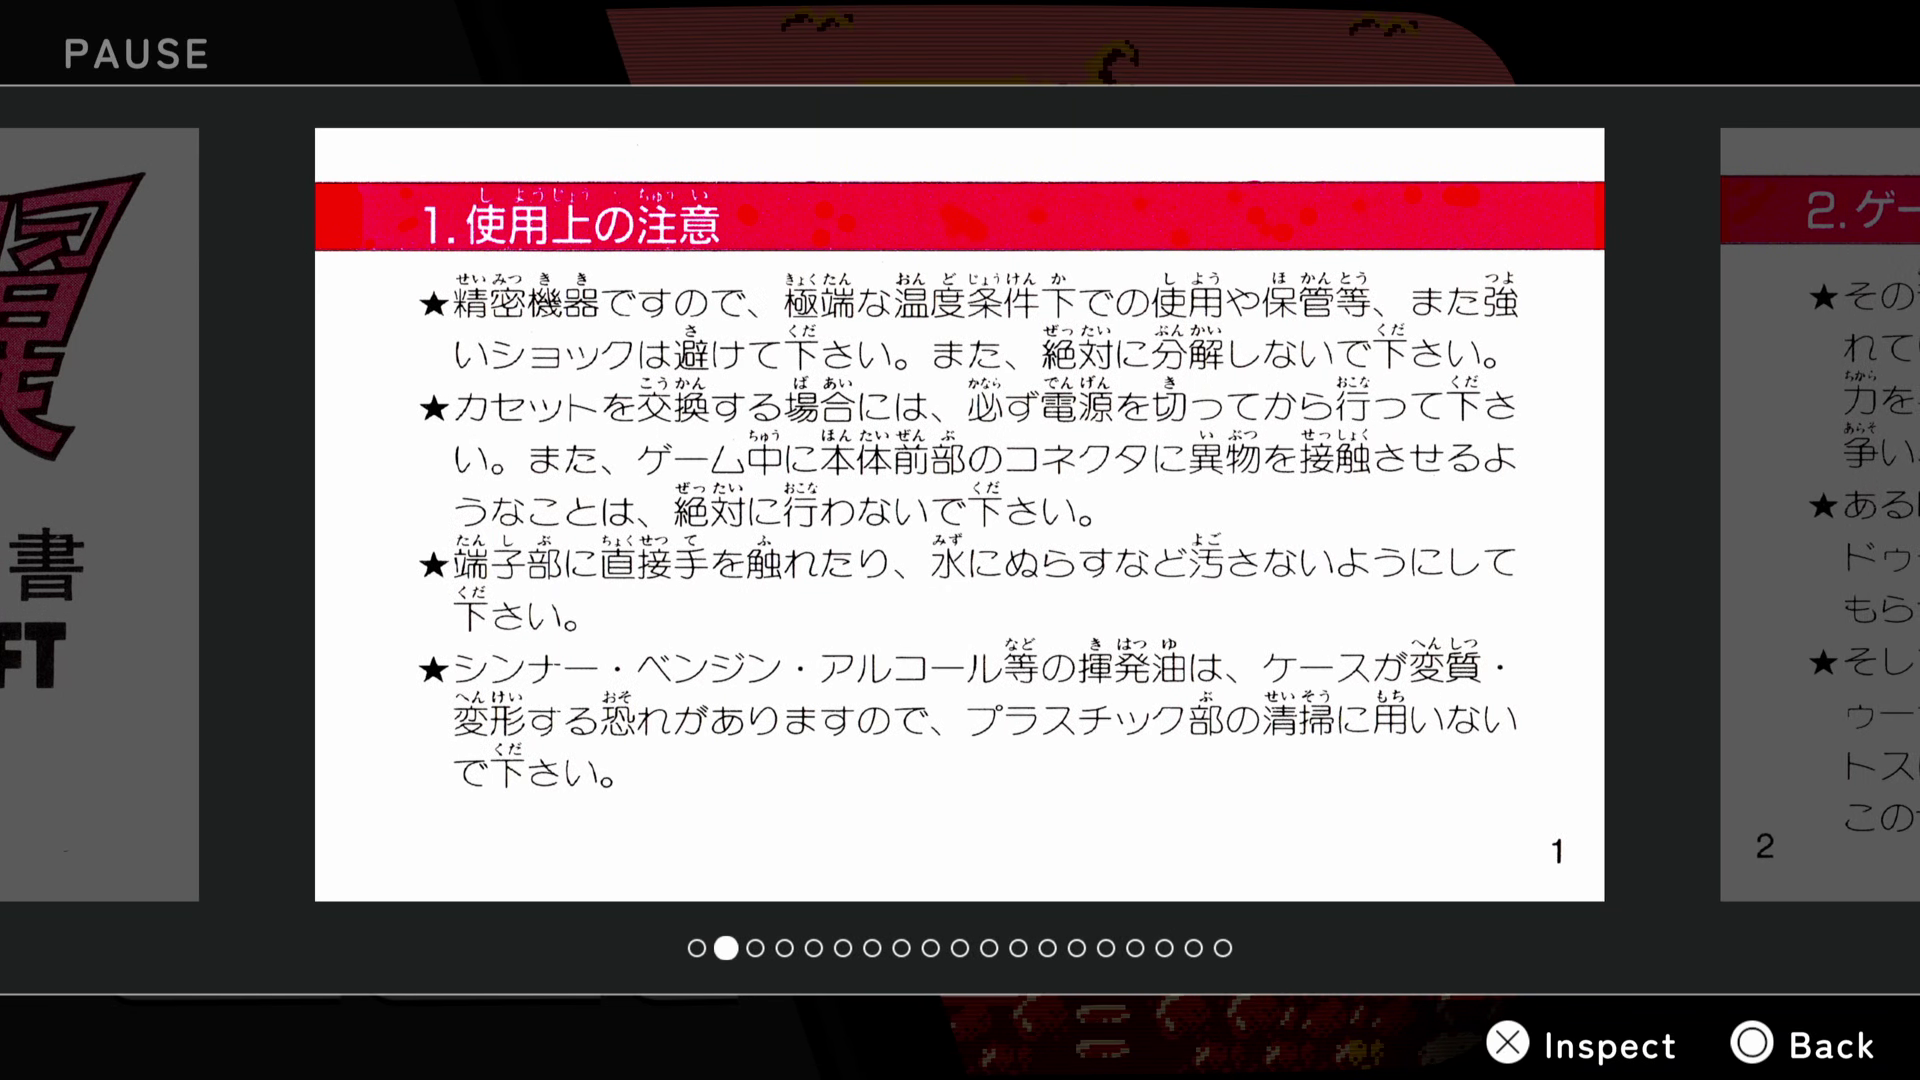 PAUSE
1.使用上の注意
★精密機器ですので、極端な温度条件下での使用や保管等、また強
いショックは避けて下さい。また、絶対に分解しないで下さい。
★カセットを交換する場合には、必ず電源を切ってから行って下さ
い。また、ゲーム中に本体前部のコネクタに異物を接触させるよ
うなことは、絶対に行わないで下さい。
★端子部に直接手を触れたり、水にぬらすなど汚さないようにして
下さい。
★シンナー・ベンジン・アルコール等の揮発油は、ケースが変質・
変形する恐れがありますので、プラスチック部の清掃に用いない
で下さい。
1
書
FT
2.ゲー
★その
れて
力を
争い
★ある
ドゥ
もら
★そし
ゥー
トス
この
2
Inspect
Back